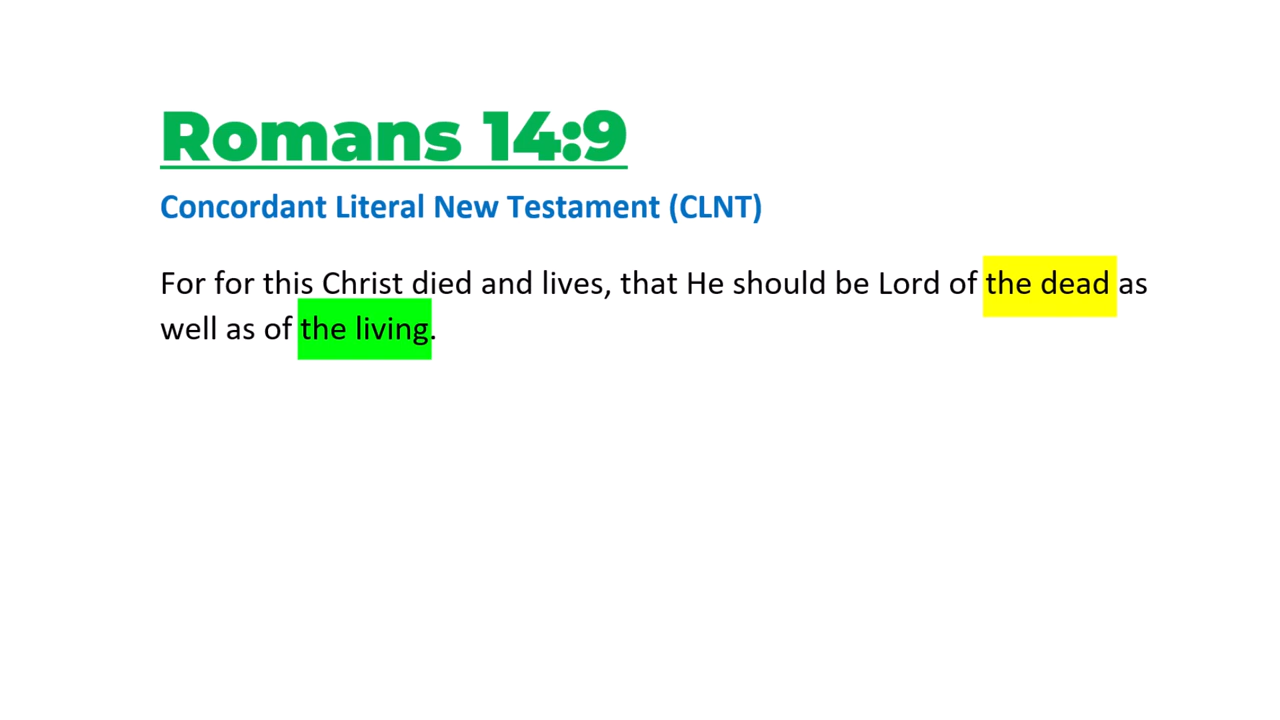 Romans 14:9
Concordant Literal New Testament (CLNT)
For for this Christ died and lives, that He should be Lord of the dead as
well as of the living.